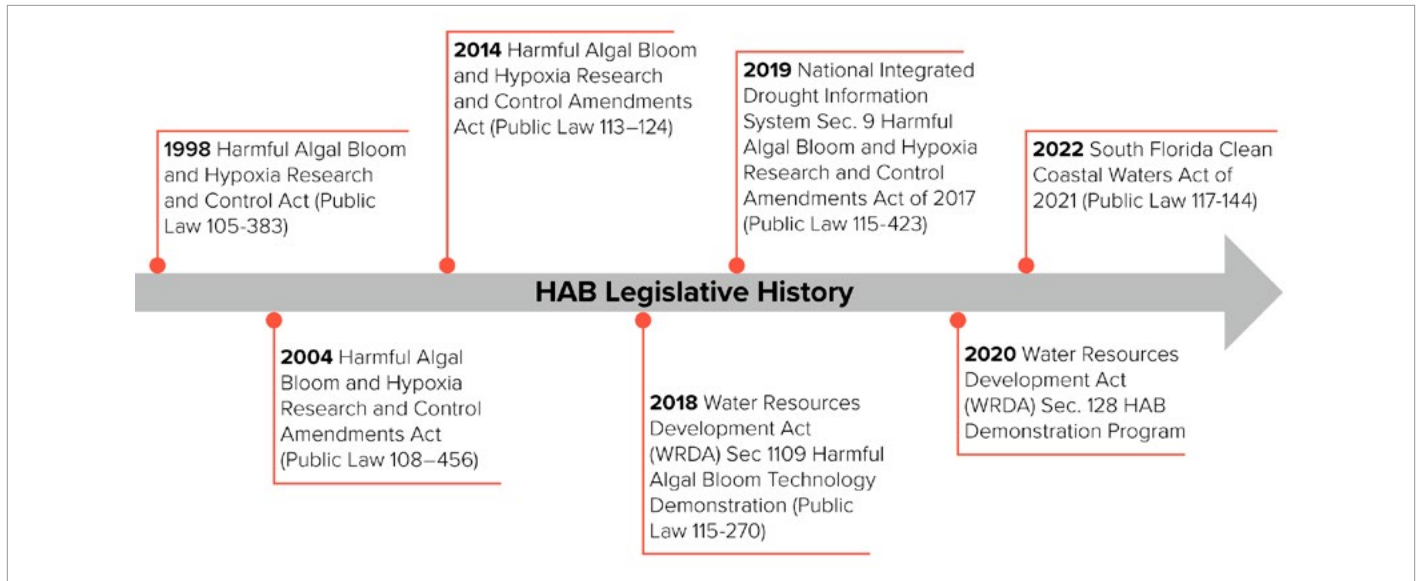 1998 Harmful Algal Bloom
and Hypoxia Research
and Control Act (Public
Law 105-383)
2014 Harmful Algal Bloom
and Hypoxia Research
and Control Amendments
Act (Public Law 113–124)
2019 National Integrated
Drought Information
System Sec. 9 Harmful
Algal Bloom and Hypoxia
Research and Control
Amendments Act of 2017
(Public Law 115-423)
2022 South Florida Clean
Coastal Waters Act of
2021 (Public Law 117-144)
HAB Legislative History
2004 Harmful Algal
Bloom and Hypoxia
Research and Control
Amendments Act
(Public Law 108–456)
2018 Water Resources
Development Act
(WRDA) Sec 1109 Harmful
Algal Bloom Technology
Demonstration (Public
Law 115-270)
2020 Water Resources
Development Act
(WRDA) Sec. 128 HAB
Demonstration Program